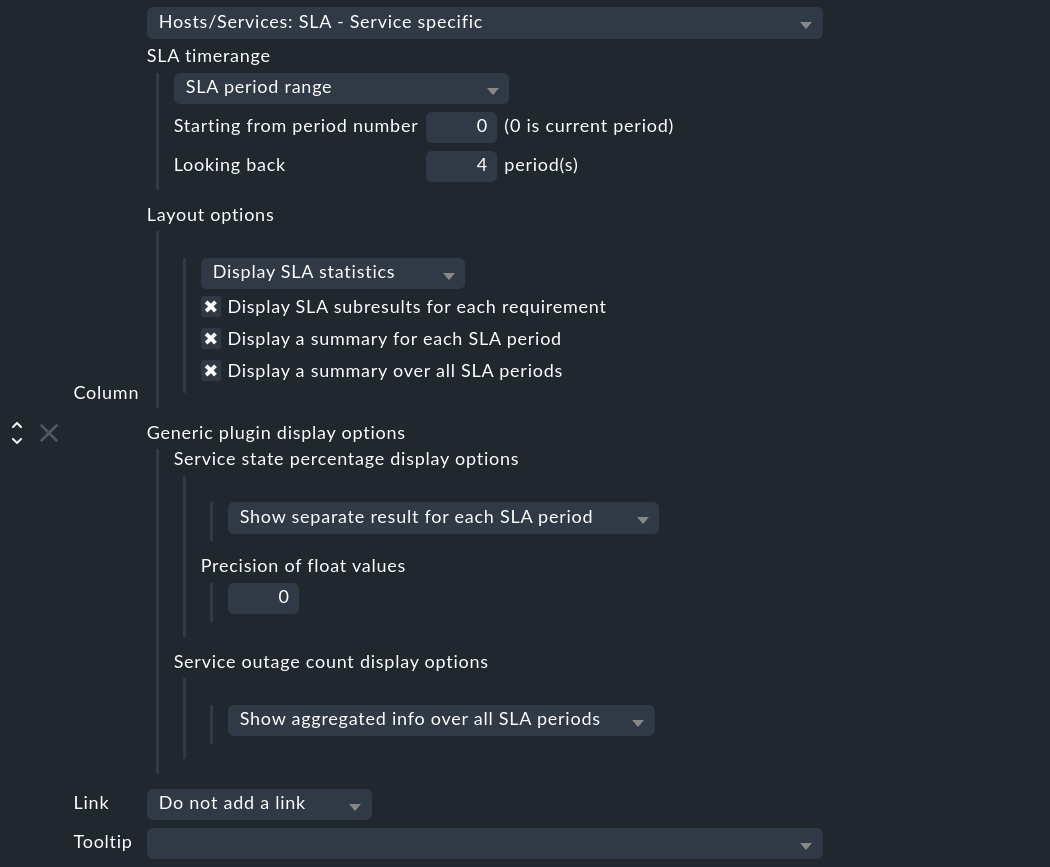 Hosts/Services: SLA - Service specific
SLA timerange
SLA period range
Starting from period number 0 (0 is current period)
Looking back 4 period(s)
Layout options
Display SLA statistics
Display SLA subresults for each requirement
Display a summary for each SLA period
Display a summary over all SLA periods
Column
Generic plugin display options
Service state percentage display options
Show separate result for each SLA period
Precision of float values
0
Service outage count display options
Show aggregated info over all SLA periods
Link Do not add a link
Tooltip